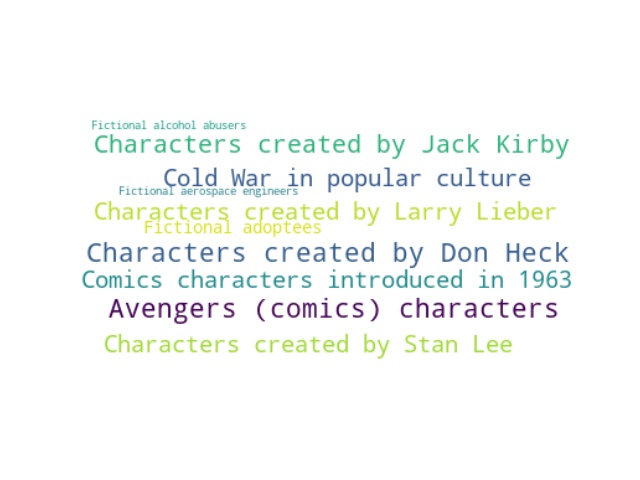 Fictional alcohol abusers
Characters created by Jack Kirby
Cold War in popular culture
Fictional aerospace engineers
Characters created by Larry Lieber
Fictional adoptees
Characters created by Don Heck
Comics characters introduced in 1963
Avengers (comics) characters
Characters created by Stan Lee